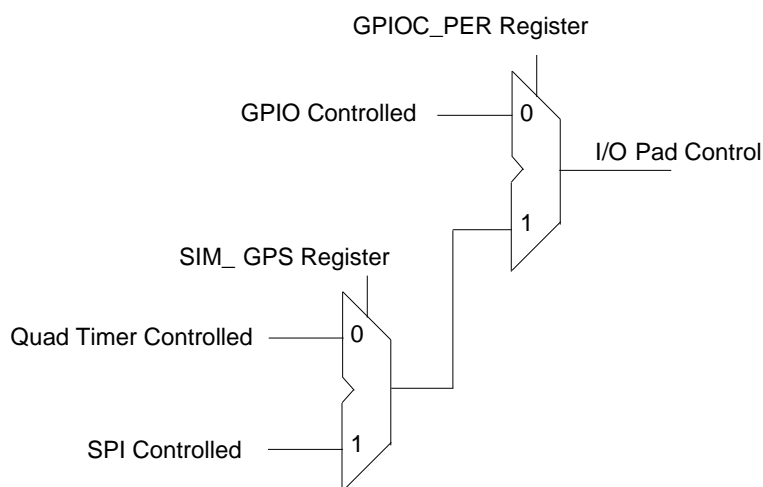 GPIOC_PER Register
GPIO Controlled
0
I/O Pad Control
1
SIM_ GPS Register
Quad Timer Controlled
0
SPI Controlled
1